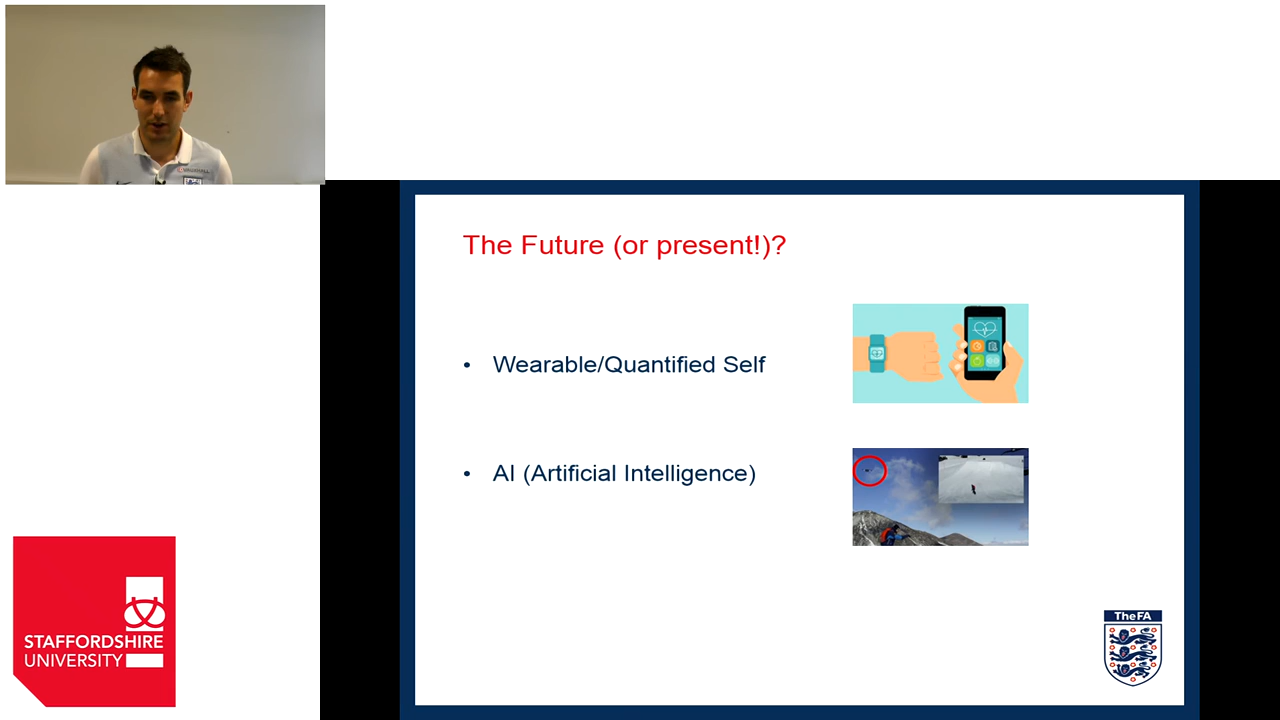 The Future (or present!)?
• Wearable/Quantified Self
• AI (Artificial Intelligence)
STAFFORDSHIRE
UNIVERSITY
TheFA